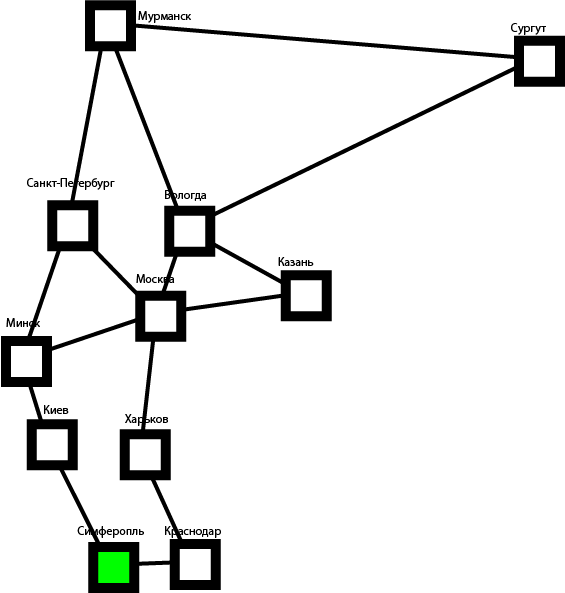 Мурманск
Сургут
Санкт-Петербург
Вологда
Казань
Москва
Минск
Киев
Харьков
Симферопль
Краснодар